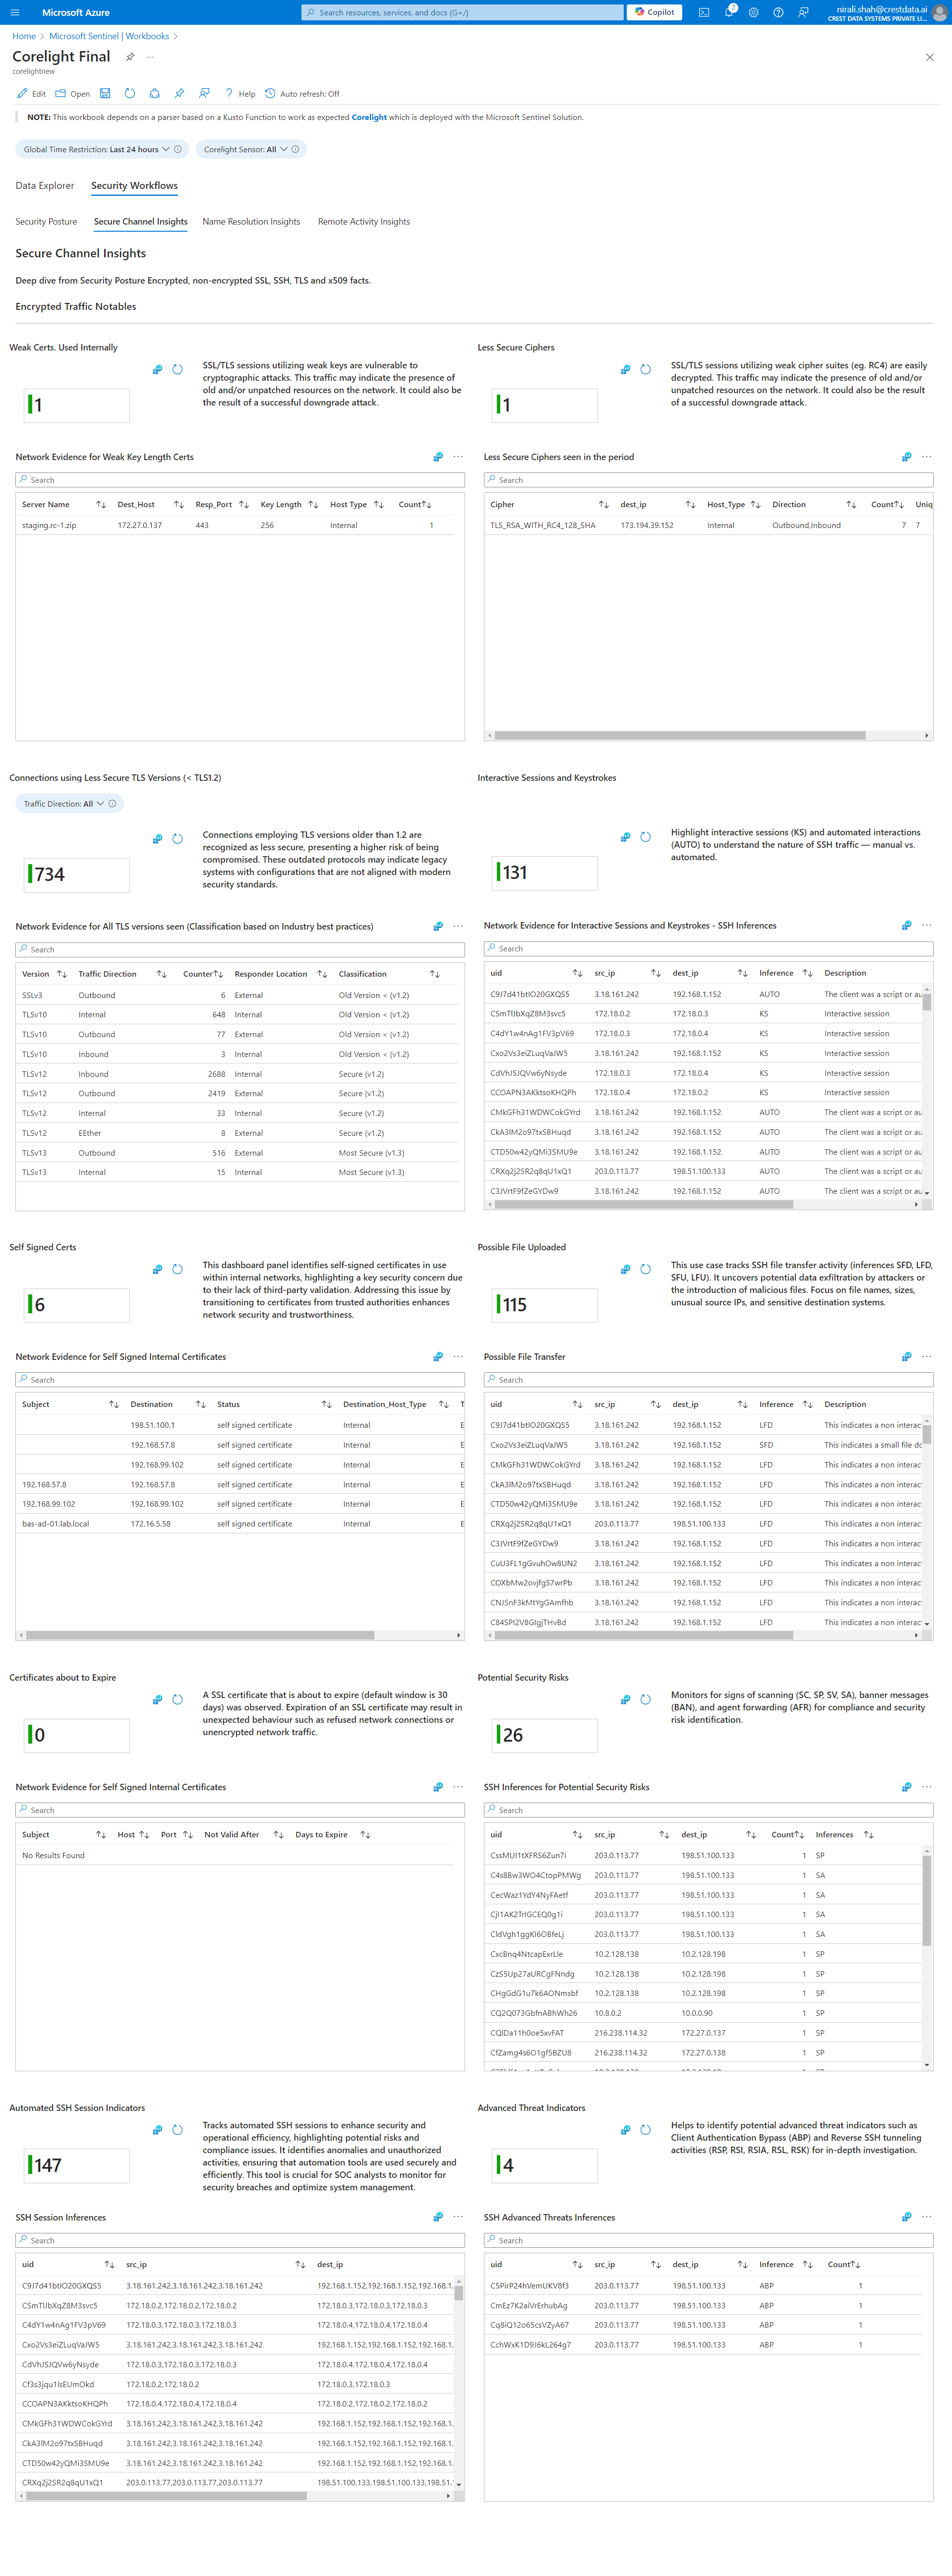 Microsoft Azure
Search resources, services, and docs (G+/)
Copilot
2
nirali.shah@crestdata.ai
CREST DATA SYSTEMS PRIVATE LI...
Home > Microsoft Sentinel | Workbooks >
Corelight Final
corelightnew
Edit Open Help Auto refresh: Off
NOTE: This workbook depends on a parser based on a Kusto Function to work as expected Corelight which is deployed with the Microsoft Sentinel Solution.
Global Time Restriction: Last 24 hours Corelight Sensor: All
Data Explorer Security Workflows
Security Posture Secure Channel Insights Name Resolution Insights Remote Activity Insights
Secure Channel Insights
Deep dive from Security Posture Encrypted, non-encrypted SSL, SSH, TLS and x509 facts.
Encrypted Traffic Notables
Weak Certs. Used Internally
1
SSL/TLS sessions utilizing weak keys are vulnerable to
cryptographic attacks. This traffic may indicate the presence of
old and/or unpatched resources on the network. It could also be
the result of a successful downgrade attack.
Less Secure Ciphers
1
SSL/TLS sessions utilizing weak cipher suites (eg. RC4) are easily
decrypted. This traffic may indicate the presence of old and/or
unpatched resources on the network. It could also be the result
of a successful downgrade attack.
Network Evidence for Weak Key Length Certs
Search
Server Name Dest_Host Resp_Port Key Length Host Type Count
staging.rc-1.zip 172.27.0.137 443 256 Internal 1
Less Secure Ciphers seen in the period
Search
Cipher dest_ip Host_Type Direction Count Uniq
TLS_RSA_WITH_RC4_128_SHA 173.194.39.152 Internal Outbound,Inbound 7 7
Connections using Less Secure TLS Versions (< TLS1.2)
Traffic Direction: All
734
Connections employing TLS versions older than 1.2 are
recognized as less secure, presenting a higher risk of being
compromised. These outdated protocols may indicate legacy
systems with configurations that are not aligned with modern
security standards.
Interactive Sessions and Keystrokes
131
Highlight interactive sessions (KS) and automated interactions
(AUTO) to understand the nature of SSH traffic — manual vs.
automated.
Network Evidence for All TLS versions seen (Classification based on Industry best practices)
Search
Version Traffic Direction Counter Responder Location Classification
SSLv3 Outbound 6 External Old Version < (v1.2)
TLSv10 Internal 648 Internal Old Version < (v1.2)
TLSv10 Outbound 77 External Old Version < (v1.2)
TLSv10 Inbound 3 Internal Old Version < (v1.2)
TLSv12 Inbound 2688 Internal Secure (v1.2)
TLSv12 Outbound 2419 External Secure (v1.2)
TLSv12 Internal 33 Internal Secure (v1.2)
TLSv12 EEther 8 External Secure (v1.2)
TLSv13 Outbound 516 External Most Secure (v1.3)
TLSv13 Internal 15 Internal Most Secure (v1.3)
Network Evidence for Interactive Sessions and Keystrokes - SSH Inferences
Search
uid src_ip dest_ip Inference Description
C9J7d41btIO20GXQS5 3.18.161.242 192.168.1.152 AUTO The client was a script or au
CSmTlJbXqZ8M3svc5 172.18.0.2 172.18.0.3 KS Interactive session
C4dY1w4nAg1FV3pV69 172.18.0.3 172.18.0.4 KS Interactive session
Cxo2Vs3eiZLuqVaJW5 3.18.161.242 192.168.1.152 KS Interactive session
CdVhJSJQVw6yNsyde 172.18.0.3 172.18.0.4 KS Interactive session
CCOAPN3AKktsoKHQPh 172.18.0.4 172.18.0.2 KS Interactive session
CMkGFh31WDWCokGYrd 3.18.161.242 192.168.1.152 AUTO The client was a script or au
CkA3lM2o97txSBHuqd 3.18.161.242 192.168.1.152 AUTO The client was a script or au
CTD50w42yQMi3SMU9e 3.18.161.242 192.168.1.152 AUTO The client was a script or au
CRXq2j2SR2q8qU1xQ1 203.0.113.77 198.51.100.133 AUTO The client was a script or au
C3JVrtF9fZeGYDw9 3.18.161.242 192.168.1.152 AUTO The client was a script or au
Self Signed Certs
6
This dashboard panel identifies self-signed certificates in use
within internal networks, highlighting a key security concern due
to their lack of third-party validation. Addressing this issue by
transitioning to certificates from trusted authorities enhances
network security and trustworthiness.
Possible File Uploaded
115
This use case tracks SSH file transfer activity (inferences SFD, LFD,
SFU, LFU). It uncovers potential data exfiltration by attackers or
the introduction of malicious files. Focus on file names, sizes,
unusual source IPs, and sensitive destination systems.
Network Evidence for Self Signed Internal Certificates
Search
Subject Destination Status Destination_Host_Type T
198.51.100.1 self signed certificate Internal E
192.168.57.8 self signed certificate Internal E
192.168.99.102 self signed certificate Internal E
192.168.57.8 192.168.57.8 self signed certificate Internal E
192.168.99.102 192.168.99.102 self signed certificate Internal E
bas-ad-01.lab.local 172.16.5.58 self signed certificate Internal E
Possible File Transfer
Search
uid src_ip dest_ip Inference Description
C9J7d41btIO20GXQS5 3.18.161.242 192.168.1.152 LFD This indicates a non interac
Cxo2Vs3eiZLuqVaJW5 3.18.161.242 192.168.1.152 SFD This indicates a small file do
CMkGFh31WDWCokGYrd 3.18.161.242 192.168.1.152 LFD This indicates a non interac
CkA3lM2o97txSBHuqd 3.18.161.242 192.168.1.152 LFD This indicates a non interac
CTD50w42yQMi3SMU9e 3.18.161.242 192.168.1.152 LFD This indicates a non interac
CRXq2j2SR2q8qU1xQ1 203.0.113.77 198.51.100.133 LFD This indicates a non interac
C3JVrtF9fZeGYDw9 3.18.161.242 192.168.1.152 LFD This indicates a non interac
CuU3FL1gGvuhOw8UN2 3.18.161.242 192.168.1.152 LFD This indicates a non interac
COXbMw2ovjfgS7wrPb 3.18.161.242 192.168.1.152 LFD This indicates a non interac
CNJSnF3kMtYgGAmfhb 3.18.161.242 192.168.1.152 LFD This indicates a non interac
C84SPI2V8GIgjTHvBd 3.18.161.242 192.168.1.152 LFD This indicates a non interac
Certificates about to Expire
0
A SSL certificate that is about to expire (default window is 30
days) was observed. Expiration of an SSL certificate may result in
unexpected behaviour such as refused network connections or
unencrypted network traffic.
Potential Security Risks
26
Monitors for signs of scanning (SC, SP, SV, SA), banner messages
(BAN), and agent forwarding (AFR) for compliance and security
risk identification.
Network Evidence for Self Signed Internal Certificates
Search
Subject Host Port Not Valid After Days to Expire
No Results Found
SSH Inferences for Potential Security Risks
Search
uid src_ip dest_ip Count Inferences
CssMUI1tXFRS6Zun7i 203.0.113.77 198.51.100.133 1 SP
C4s8Bw3WO4CtopPMWg 203.0.113.77 198.51.100.133 1 SA
CecWaz1YdY4NyFAetf 203.0.113.77 198.51.100.133 1 SA
CjI1AK2TrIGCEQ0g1i 203.0.113.77 198.51.100.133 1 SA
CldVgh1ggKI6OBfeLj 203.0.113.77 198.51.100.133 1 SA
CxcBnq4NtcapExrLle 10.2.128.138 10.2.128.198 1 SP
CzS5Up27aURCgFNndg 10.2.128.138 10.2.128.198 1 SP
CHgGdG1u7k6AONmsbf 10.2.128.138 10.2.128.198 1 SP
CQ2Q073GbfnABhWh26 10.8.0.2 10.0.0.90 1 SP
CQIDa11h0oe5xvFAT 216.238.114.32 172.27.0.137 1 SP
CfZamg4s6O1gf5BZU8 216.238.114.32 172.27.0.138 1 SP
Automated SSH Session Indicators
147
Tracks automated SSH sessions to enhance security and
operational efficiency, highlighting potential risks and
compliance issues. It identifies anomalies and unauthorized
activities, ensuring that automation tools are used securely and
efficiently. This tool is crucial for SOC analysts to monitor for
security breaches and optimize system management.
Advanced Threat Indicators
4
Helps to identify potential advanced threat indicators such as
Client Authentication Bypass (ABP) and Reverse SSH tunneling
activities (RSP, RSI, RSIA, RSL, RSK) for in-depth investigation.
SSH Session Inferences
Search
uid src_ip dest_ip
C9J7d41btIO20GXQS5 3.18.161.242,3.18.161.242,3.18.161.242 192.168.1.152,192.168.1.152,192.168.1.
CSmTlJbXqZ8M3svc5 172.18.0.2,172.18.0.2,172.18.0.2 172.18.0.3,172.18.0.3,172.18.0.3
C4dY1w4nAg1FV3pV69 172.18.0.3,172.18.0.3,172.18.0.3 172.18.0.4,172.18.0.4,172.18.0.4
Cxo2Vs3eiZLuqVaJW5 3.18.161.242,3.18.161.242,3.18.161.242 192.168.1.152,192.168.1.152,192.168.1.
CdVhJSJQVw6yNsyde 172.18.0.3,172.18.0.3,172.18.0.3 172.18.0.4,172.18.0.4,172.18.0.4
Cf3s3jqu1lsEUmOkd 172.18.0.2,172.18.0.2 172.18.0.3,172.18.0.3
CCOAPN3AKktsoKHQPh 172.18.0.4,172.18.0.4,172.18.0.4 172.18.0.2,172.18.0.2,172.18.0.2
CMkGFh31WDWCokGYrd 3.18.161.242,3.18.161.242,3.18.161.242 192.168.1.152,192.168.1.152,192.168.1.
CkA3lM2o97txSBHuqd 3.18.161.242,3.18.161.242,3.18.161.242 192.168.1.152,192.168.1.152,192.168.1.
CTD50w42yQMi3SMU9e 3.18.161.242,3.18.161.242,3.18.161.242 192.168.1.152,192.168.1.152,192.168.1.
CRXq2j2SR2q8qU1xQ1 203.0.113.77,203.0.113.77,203.0.113.77 198.51.100.133,198.51.100.133,198.51.
SSH Advanced Threats Inferences
Search
uid src_ip dest_ip Inference Count
C5PirP24hVemUKV8f3 203.0.113.77 198.51.100.133 ABP 1
CmEz7K2aiVrErhubAg 203.0.113.77 198.51.100.133 ABP 1
Cq8iQ12o65csVZyA67 203.0.113.77 198.51.100.133 ABP 1
CchWxK1D9J6kL264g7 203.0.113.77 198.51.100.133 ABP 1